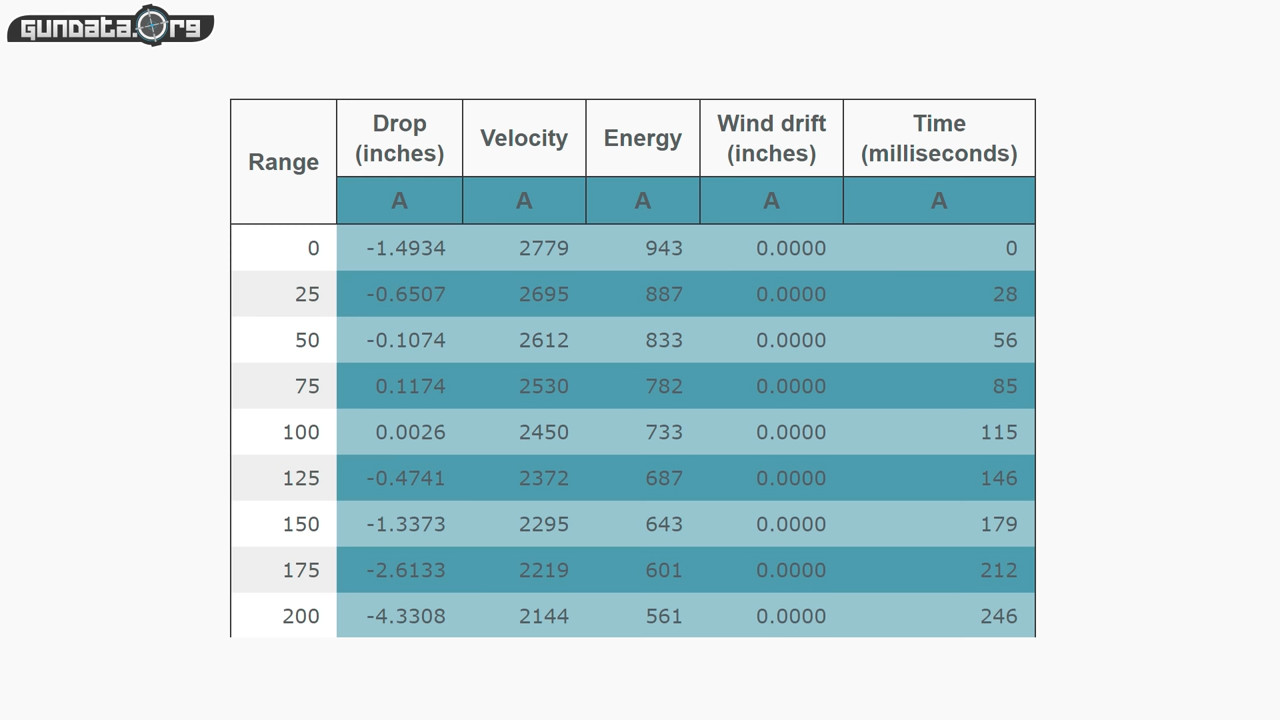 GUNDATA.ORG
Range Drop (inches) Velocity Energy Wind drift (inches) Time (milliseconds)
A A A A A
0 -1.4934 2779 943 0.0000 0
25 -0.6507 2695 887 0.0000 28
50 -0.1074 2612 833 0.0000 56
75 0.1174 2530 782 0.0000 85
100 0.0026 2450 733 0.0000 115
125 -0.4741 2372 687 0.0000 146
150 -1.3373 2295 643 0.0000 179
175 -2.6133 2219 601 0.0000 212
200 -4.3308 2144 561 0.0000 246